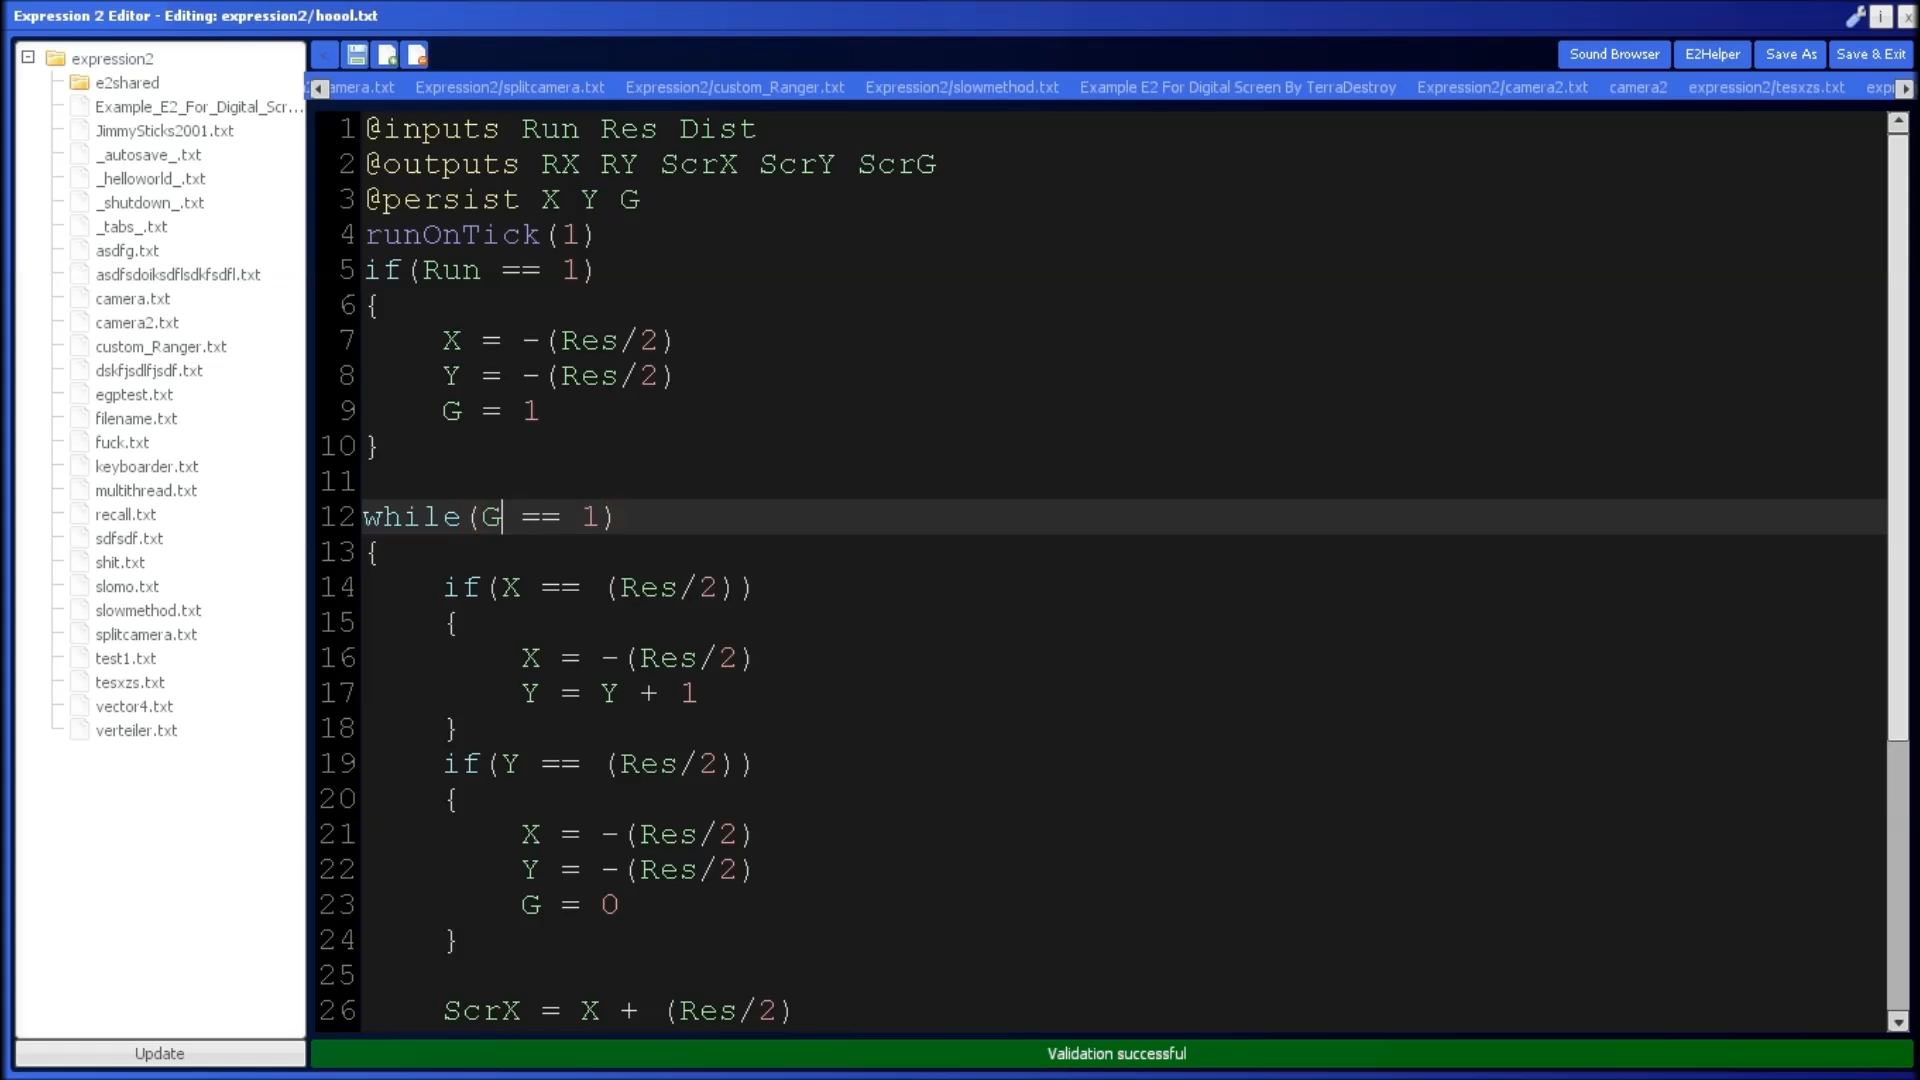 Expression 2 Editor - Editing: expression2/hoool.txt
i
x
expression2
e2shared
Example_E2_For_Digital_Scr...
JimmySticks2001.txt
_autosave_.txt
_helloworld_.txt
_shutdown_.txt
_tabs_.txt
asdfg.txt
asdfsdoiksdflsdkfsdfl.txt
camera.txt
camera2.txt
custom_Ranger.txt
dskfjsdlfjsdf.txt
egptest.txt
filename.txt
fuck.txt
keyboarder.txt
multithread.txt
recall.txt
sdfsdf.txt
shit.txt
slomo.txt
slowmethod.txt
splitcamera.txt
test1.txt
tesxzs.txt
vector4.txt
verteiler.txt
Update
Sound Browser E2Helper Save As Save & Exit
amera.txt Expression2/splitcamera.txt Expression2/custom_Ranger.txt Expression2/slowmethod.txt Example E2 For Digital Screen By TerraDestroy Expression2/camera2.txt camera2 expression2/tesxzs.txt expr
1 @inputs Run Res Dist
2 @outputs RX RY ScrX ScrY ScrG
3 @persist X Y G
4 runOnTick(1)
5 if(Run == 1)
6 {
7 X = -(Res/2)
8 Y = -(Res/2)
9 G = 1
10 }
11
12 while(G == 1)
13 {
14 if(X == (Res/2))
15 {
16 X = -(Res/2)
17 Y = Y + 1
18 }
19 if(Y == (Res/2))
20 {
21 X = -(Res/2)
22 Y = -(Res/2)
23 G = 0
24 }
25
26 ScrX = X + (Res/2)
Validation successful